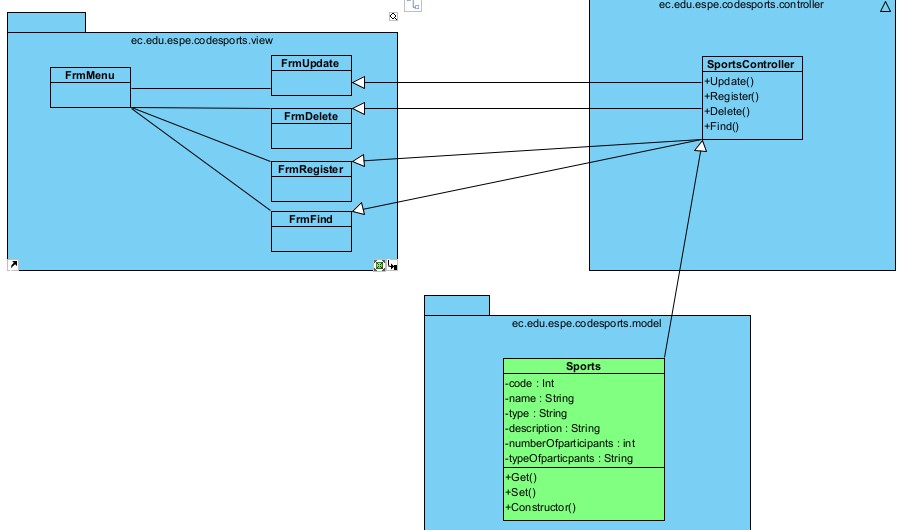 ec.edu.espe.codesports.view
FrmMenu
FrmUpdate
FrmDelete
FrmRegister
FrmFind
ec.edu.espe.codesports.controller
SportsController
+Update()
+Register()
+Delete()
+Find()
ec.edu.espe.codesports.model
Sports
-code : Int
-name : String
-type : String
-description : String
-numberOfparticipants : int
-typeOfpartcpants : String
+Get()
+Set()
+Constructor()